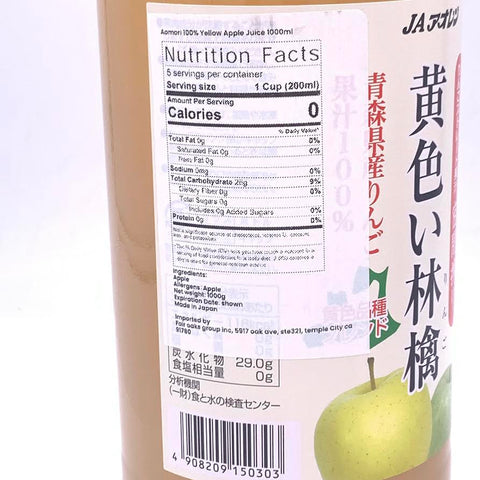 Aomori 100% Yellow Apple Juice 1000ml
Nutrition Facts
5 servings per container
Serving size 1 Cup (200ml)
Amount Per Serving
Calories 0
% Daily Value*
Total Fat 0g 0%
Saturated Fat 0g 0%
Trans Fat 0g
Sodium 0mg 0%
Total Carbohydrate 26g 9%
Dietary Fiber 0g 0%
Total Sugars 0g
Includes 0g Added Sugars 0%
Protein 0g 0%
Ingredients:
Apple
Allergens: Apple
Net weight: 1000g
Expiration Date: shown
Made in Japan
Imported by
Fair oaks group inc, 5917 oak ave, ste321, temple City ca
91780
炭水化物 29.0g
食塩相当量 0g
分析機関
(一財)食と水の検査センター
4 908209 150303
果汁100%
JAアオレン
青森県産りんご
黄色い林檎
りんご